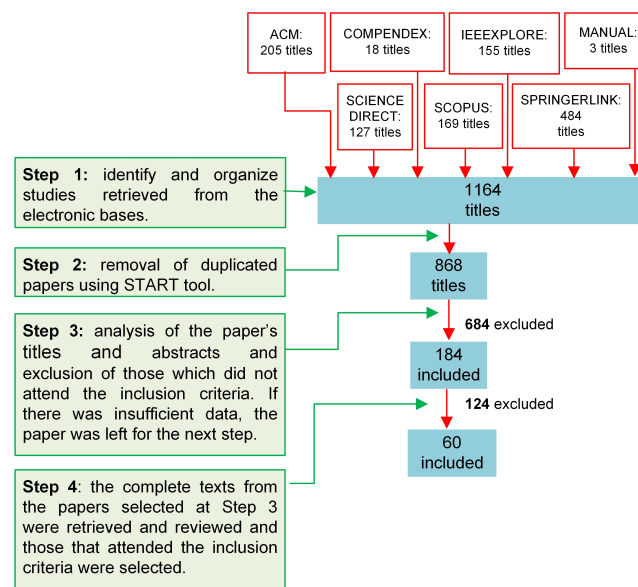 ACM:
205 titles
COMPENDEX:
18 titles
IEEEXPLORE:
155 titles
MANUAL:
3 titles
SCIENCE
DIRECT:
127 titles
SCOPUS:
169 titles
SPRINGERLINK:
484
titles
Step 1: identify and organize
studies retrieved from the
electronic bases.
1164
titles
Step 2: removal of duplicated
papers using START tool.
868
titles
Step 3: analysis of the paper's
titles and abstracts and
exclusion of those which did not
attend the inclusion criteria. If
there was insufficient data, the
paper was left for the next step.
684 excluded
184
included
124 excluded
60
included
Step 4: the complete texts from
the papers selected at Step 3
were retrieved and reviewed and
those that attended the inclusion
criteria were selected.